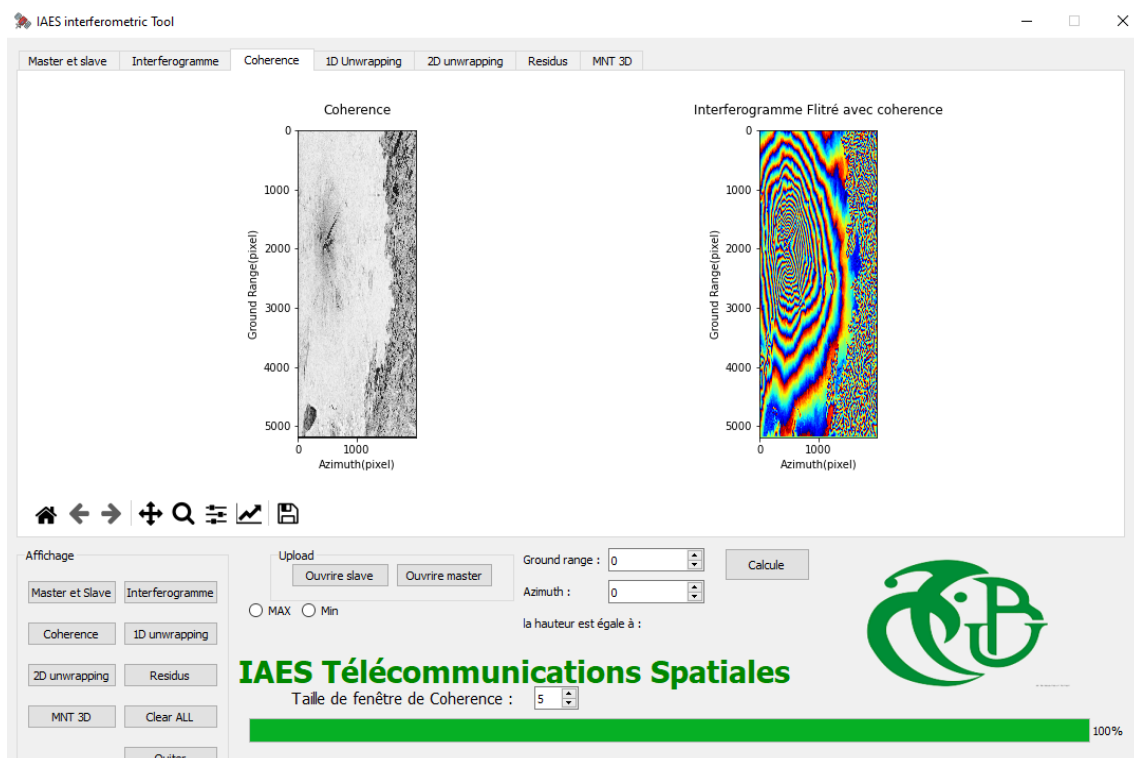 IAES interferometric Tool
Master et slave
Interferogramme
Coherence
1D Unwrapping
2D unwrapping
Residus
MNT 3D
Coherence
0
1000
2000
3000
4000
5000
Ground Range(pixel)
0
1000
Azimuth(pixel)
Interferogramme Flitré avec coherence
0
1000
2000
3000
4000
5000
Ground Range(pixel)
0
1000
Azimuth(pixel)
Affichage
Master et Slave
Interferogramme
Coherence
1D unwrapping
2D unwrapping
Residus
MNT 3D
Clear ALL
Upload
Ouvrire slave
Ouvrire master
MAX
Min
Ground range :
0
Azimuth :
0
la hauteur est égale à :
Calcule
IAES Télécommunications Spatiales
Taille de fenêtre de Coherence :
5
100%